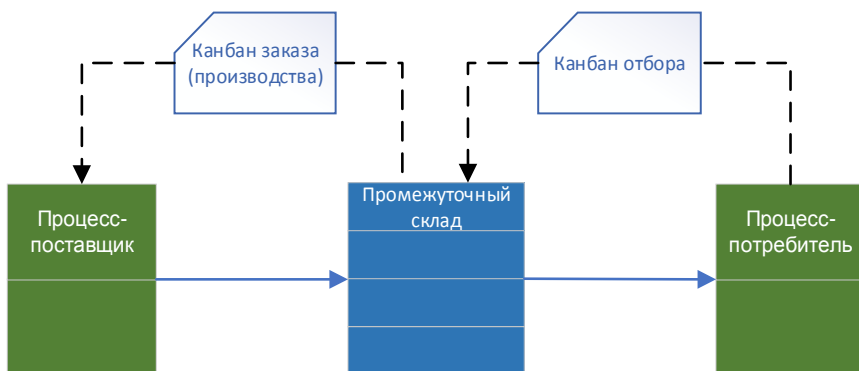 Канбан заказа
(производства)
Канбан отбора
Процесс-
поставщик
Промежуточный
склад
Процесс-
потребитель